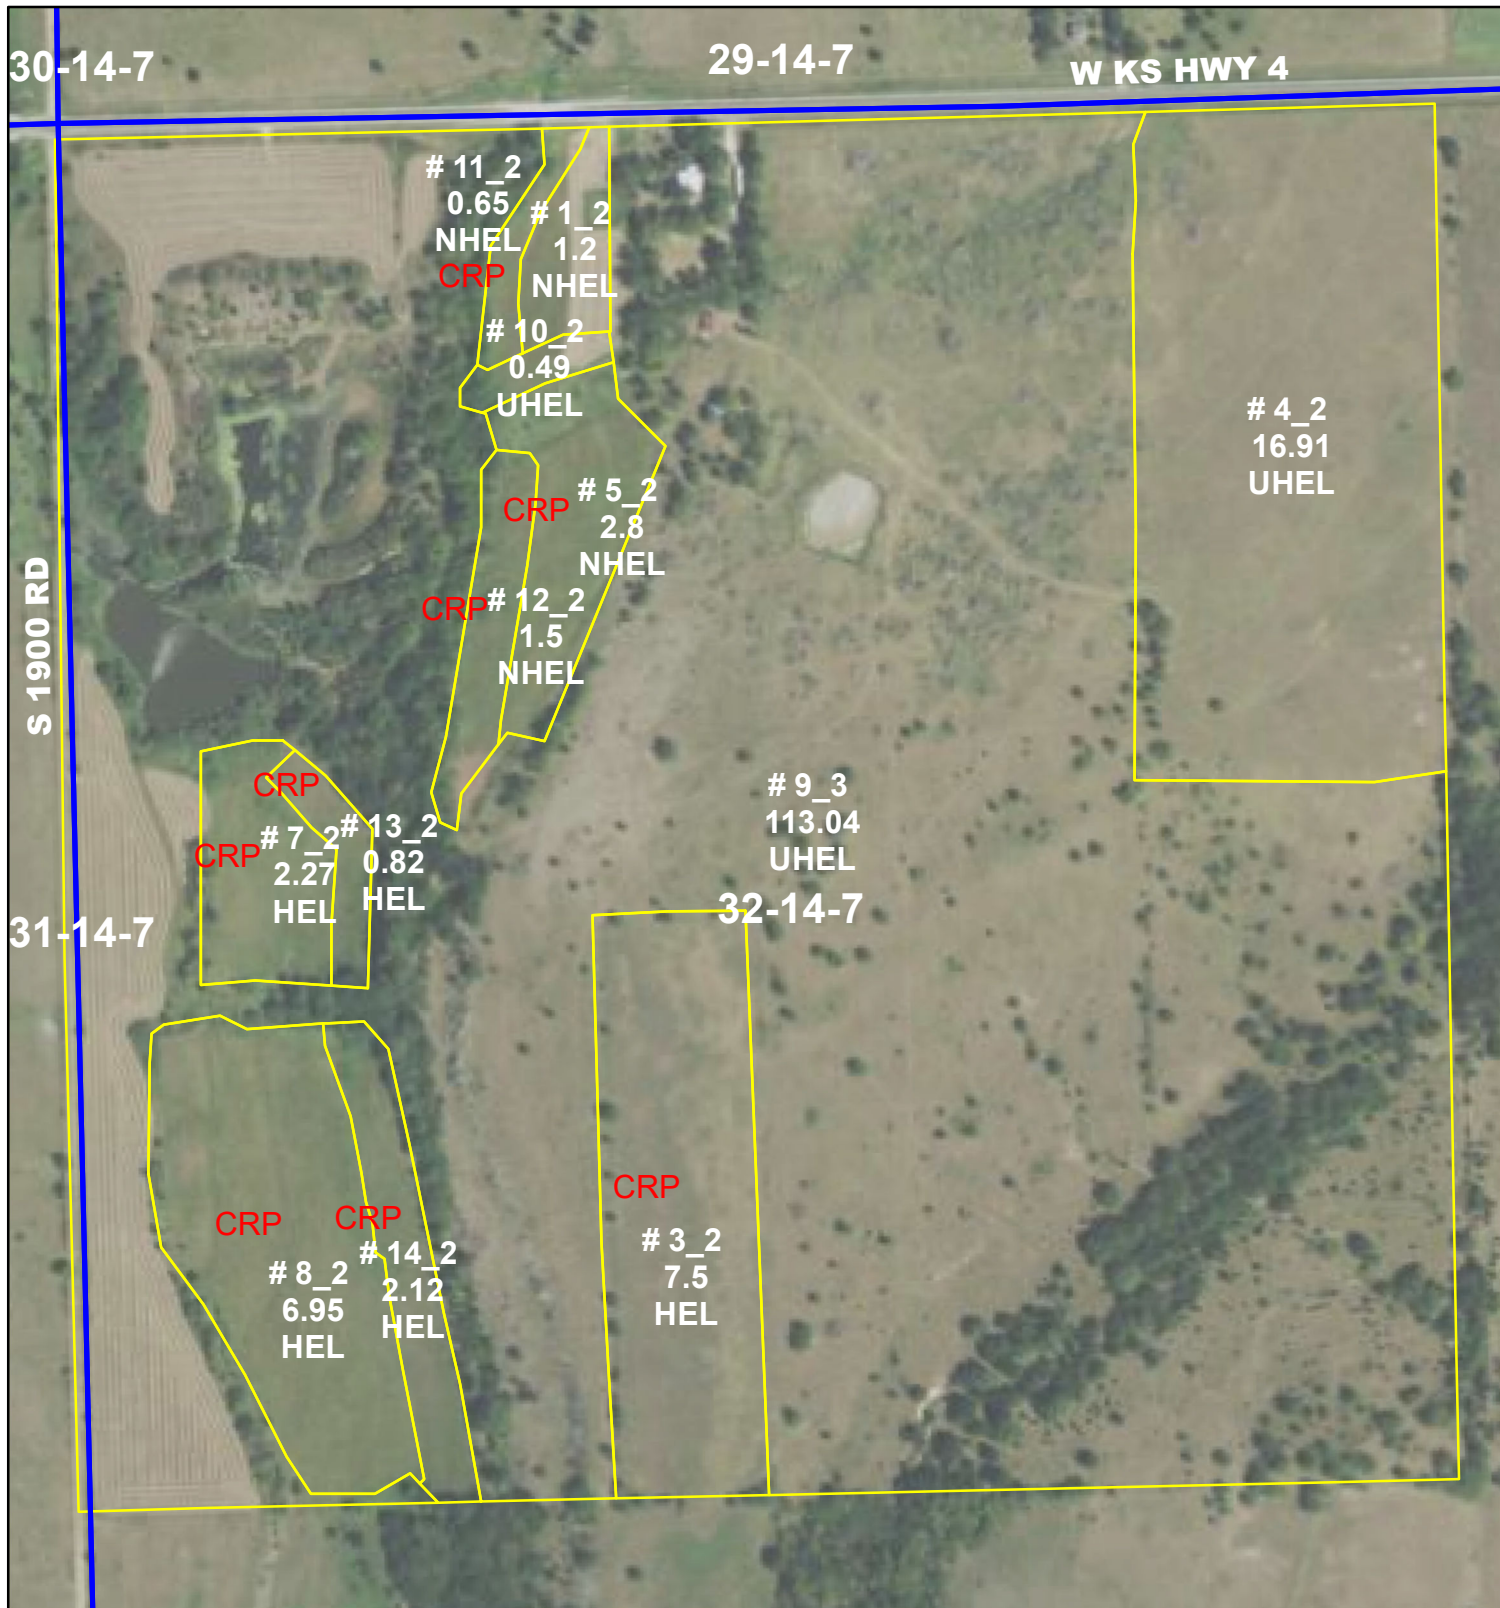 30-14-7
29-14-7
W KS HWY 4
# 11_2
0.65
NHEL
CRP
# 1_2
1.2
NHEL
# 10_2
0.49
UHEL
# 4_2
16.91
UHEL
CRP
# 5_2
2.8
NHEL
CRP
# 12_2
1.5
NHEL
S 1900 RD
CRP
CRP
# 7_2
2.27
HEL
# 13_2
0.82
HEL
# 9_3
113.04
UHEL
32-14-7
31-14-7
CRP
# 3_2
7.5
HEL
CRP
# 8_2
6.95
HEL
CRP
# 14_2
2.12
HEL